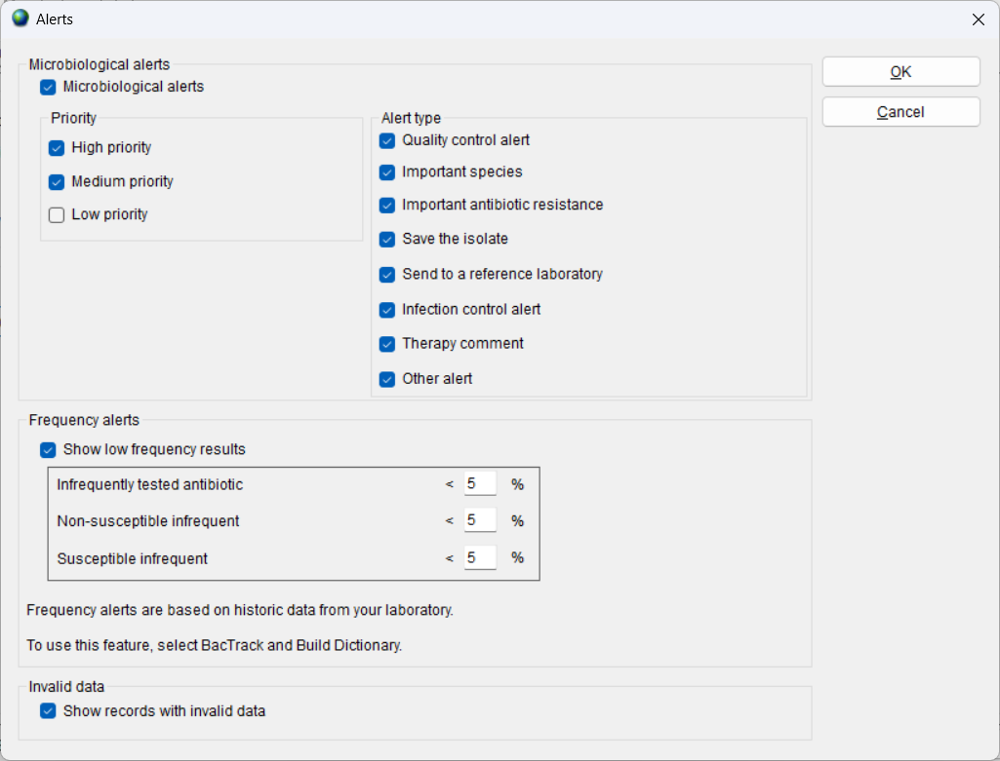 Alerts
Microbiological alerts
Microbiological alerts
Priority
High priority
Medium priority
Low priority
Alert type
Quality control alert
Important species
Important antibiotic resistance
Save the isolate
Send to a reference laboratory
Infection control alert
Therapy comment
Other alert
OK
Cancel
Frequency alerts
Show low frequency results
Infrequently tested antibiotic < 5 %
Non-susceptible infrequent < 5 %
Susceptible infrequent < 5 %
Frequency alerts are based on historic data from your laboratory.
To use this feature, select BacTrack and Build Dictionary.
Invalid data
Show records with invalid data